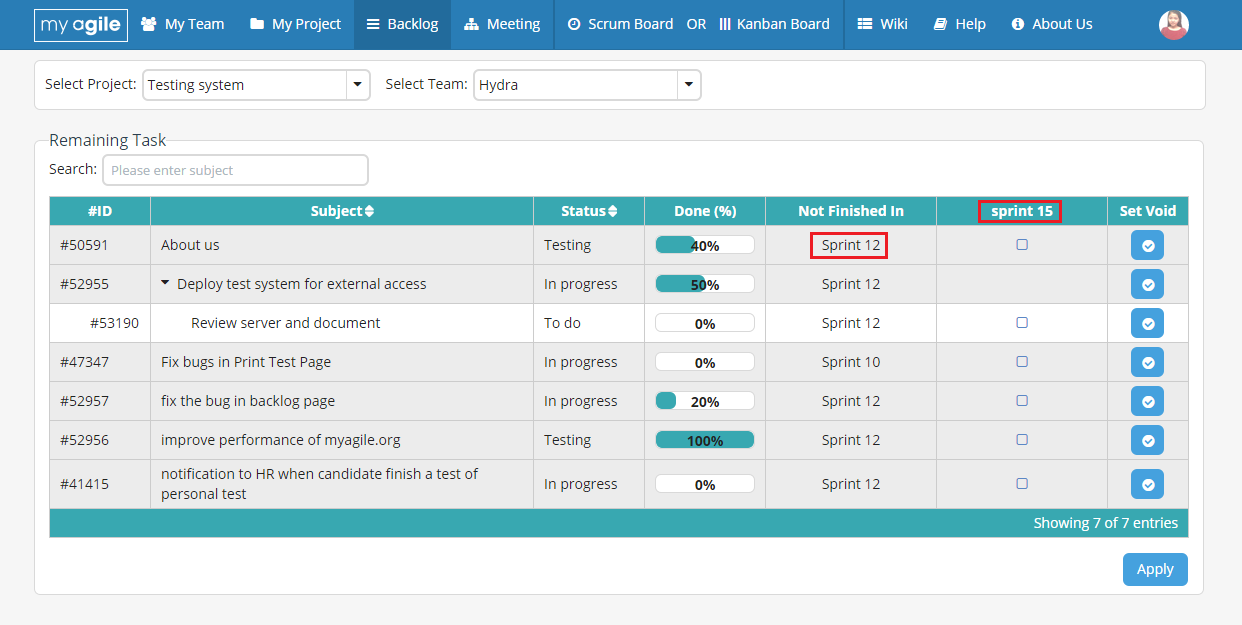 my agile My Team My Project Backlog Meeting Scrum Board OR Kanban Board Wiki Help About Us
Select Project: Testing system Select Team: Hydra
Remaining Task
Search: Please enter subject
#ID Subject Status Done (%) Not Finished In sprint 15 Set Void
#50591 About us Testing 40% Sprint 12
#52955 Deploy test system for external access In progress 50% Sprint 12
#53190 Review server and document To do 0% Sprint 12
#47347 Fix bugs in Print Test Page In progress 0% Sprint 10
#52957 fix the bug in backlog page In progress 20% Sprint 12
#52956 improve performance of myagile.org Testing 100% Sprint 12
#41415 notification to HR when candidate finish a test of
personal test In progress 0% Sprint 12
Showing 7 of 7 entries
Apply